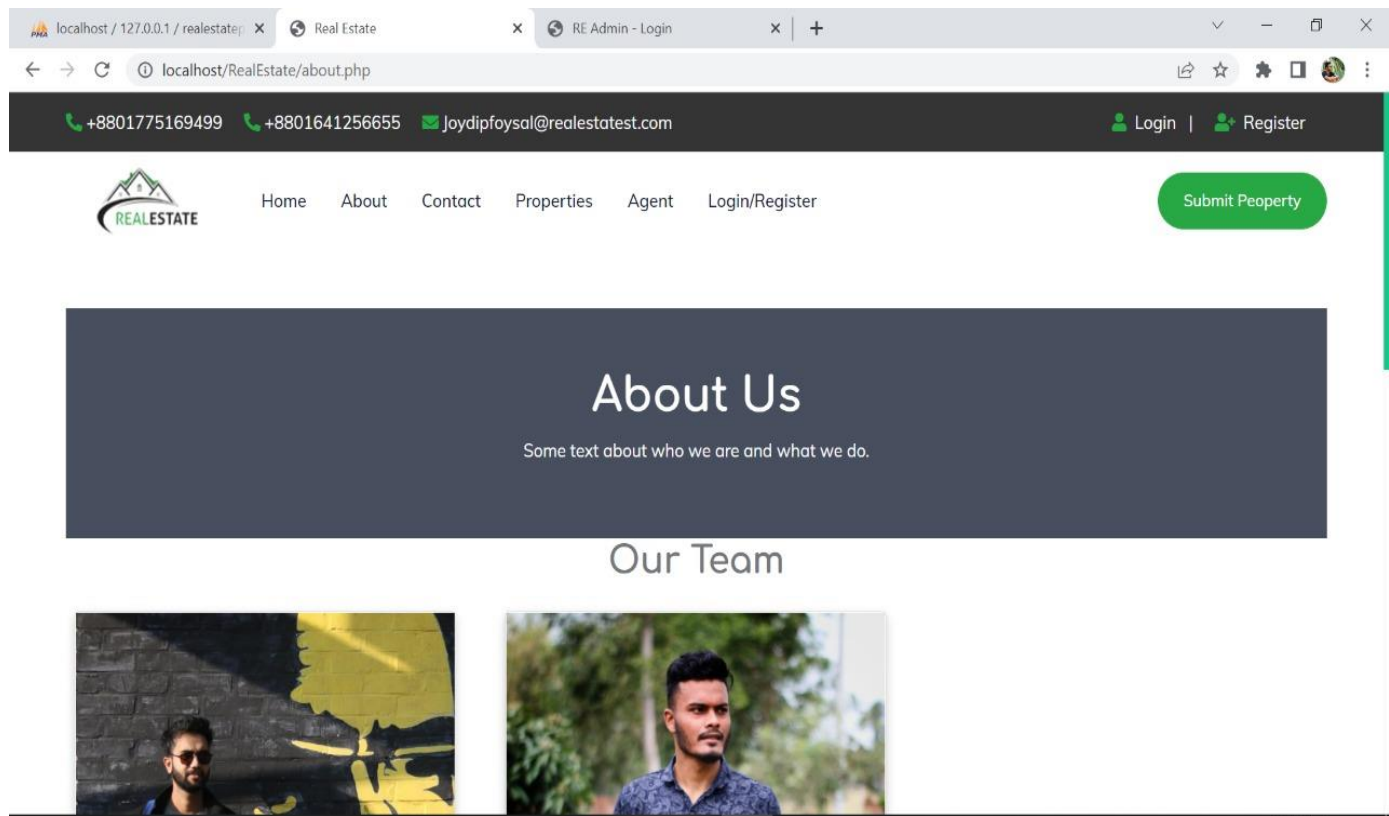 localhost / 127.0.0.1 / realestatep
Real Estate
RE Admin - Login
localhost/RealEstate/about.php
+8801775169499 +8801641256655 Joydipfoysal@realestatest.com Login | Register
REALESTATE
Home About Contact Properties Agent Login/Register Submit Peoperty
About Us
Some text about who we are and what we do.
Our Team